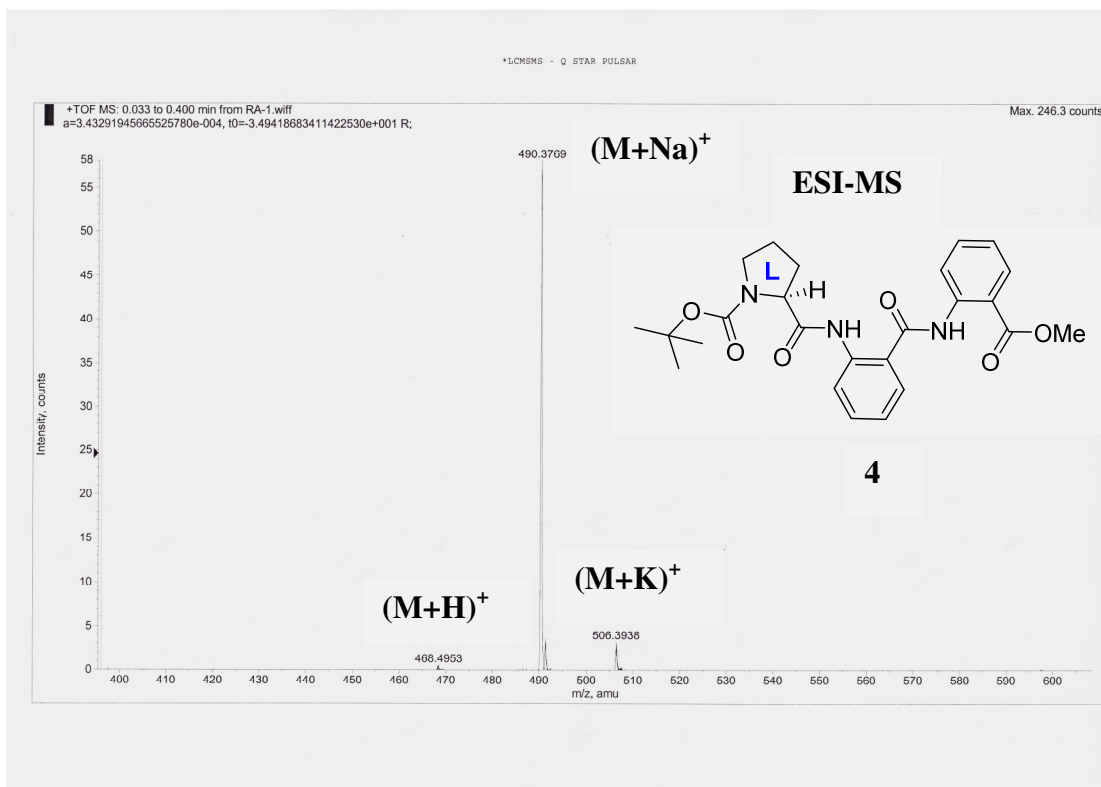 *LCMSMS - Q STAR PULSAR
+TOF MS: 0.033 to 0.400 min from RA-1.wiff
a=3.43291945665525780e-004, t0=-3.49418683411422530e+001 R;
Max. 246.3 counts
490.3769
(M+Na)+
ESI-MS
L
N
H
O
O
O
NH
O
NH
O
OMe
4
(M+H)+
468.4953
(M+K)+
506.3938
Intensity, counts
58
55
50
45
40
35
30
25
20
15
10
5
0
400 410 420 430 440 450 460 470 480 490 500 510 520 530 540 550 560 570 580 590 600
m/z, amu